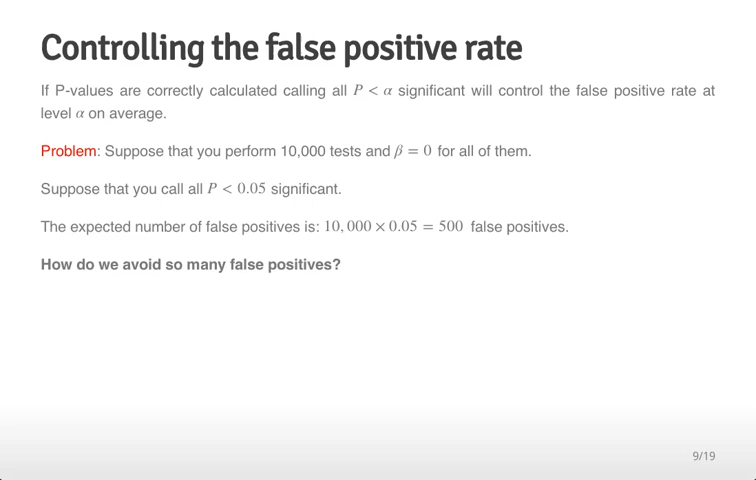 Controlling the false positive rate
If P-values are correctly calculated calling all P < α significant will control the false positive rate at
level α on average.
Problem: Suppose that you perform 10,000 tests and β = 0 for all of them.
Suppose that you call all P < 0.05 significant.
The expected number of false positives is: 10, 000 × 0.05 = 500 false positives.
How do we avoid so many false positives?
9/19